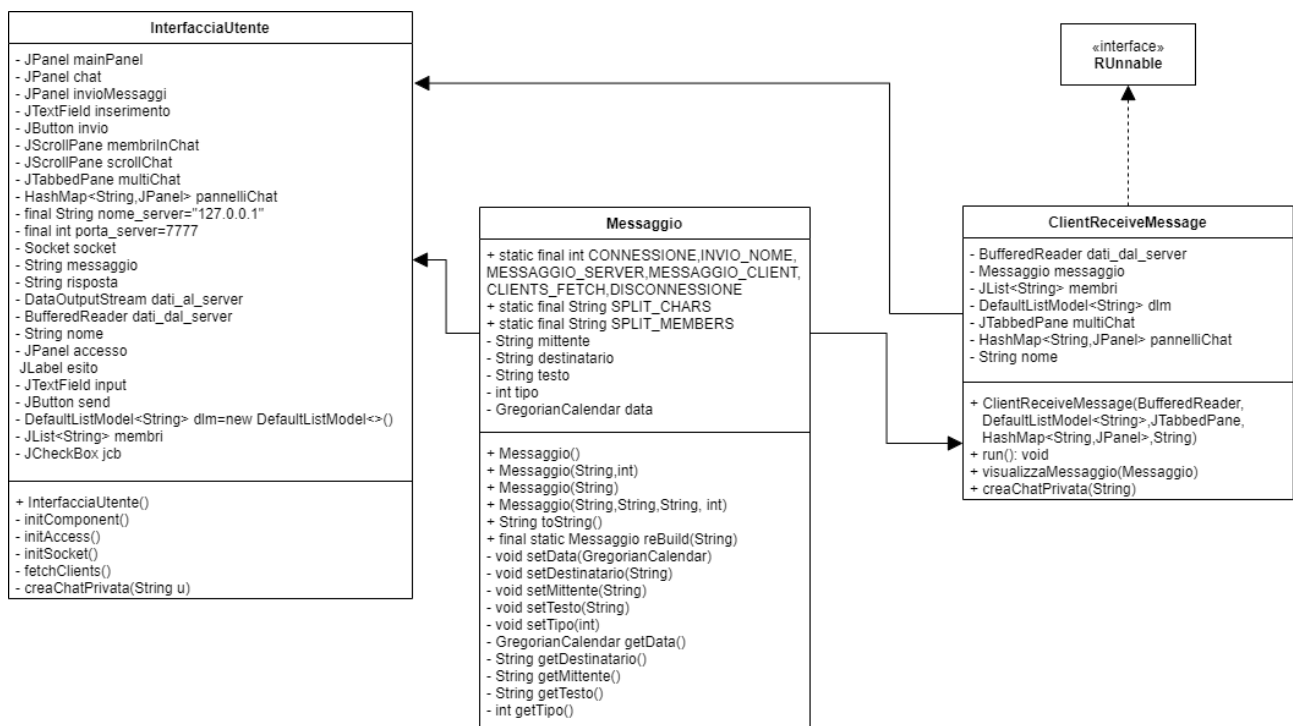 InterfacciaUtente
- JPanel mainPanel
- JPanel chat
- JPanel invioMessaggi
- JTextField inserimento
- JButton invio
- JScrollPane membriInChat
- JScrollPane scrollChat
- JTabbedPane multiChat
- HashMap<String,JPanel> pannelliChat
- final String nome_server="127.0.0.1"
- final int porta_server=7777
- Socket socket
- String messaggio
- String risposta
- DataOutputStream dati_al_server
- BufferedReader dati_dal_server
- String nome
- JPanel accesso
JLabel esito
- JTextField input
- JButton send
- DefaultListModel<String> dlm=new DefaultListModel<>()
- JList<String> membri
- JCheckBox jcb
+ InterfacciaUtente()
- initComponent()
- initAccess()
- initSocket()
- fetchClients()
- creaChatPrivata(String u)
Messaggio
+ static final int CONNESSIONE,INVIO_NOME,
MESSAGGIO_SERVER,MESSAGGIO_CLIENT,
CLIENTS_FETCH,DISCONNESSIONE
+ static final String SPLIT_CHARS
+ static final String SPLIT_MEMBERS
- String mittente
- String destinatario
- String testo
- int tipo
- GregorianCalendar data
+ Messaggio()
+ Messaggio(String,int)
+ Messaggio(String)
+ Messaggio(String,String,String, int)
+ String toString()
+ final static Messaggio reBuild(String)
- void setData(GregorianCalendar)
- void setDestinatario(String)
- void setMittente(String)
- void setTesto(String)
- void setTipo(int)
- GregorianCalendar getData()
- String getDestinatario()
- String getMittente()
- String getTesto()
- int getTipo()
«interface»
RUnnable
ClientReceiveMessage
- BufferedReader dati_dal_server
- Messaggio messaggio
- JList<String> membri
- DefaultListModel<String> dlm
- JTabbedPane multiChat
- HashMap<String,JPanel> pannelliChat
- String nome
+ ClientReceiveMessage(BufferedReader,
DefaultListModel<String>,JTabbedPane,
HashMap<String,JPanel>,String)
+ run(): void
+ visualizzaMessaggio(Messaggio)
+ creaChatPrivata(String)